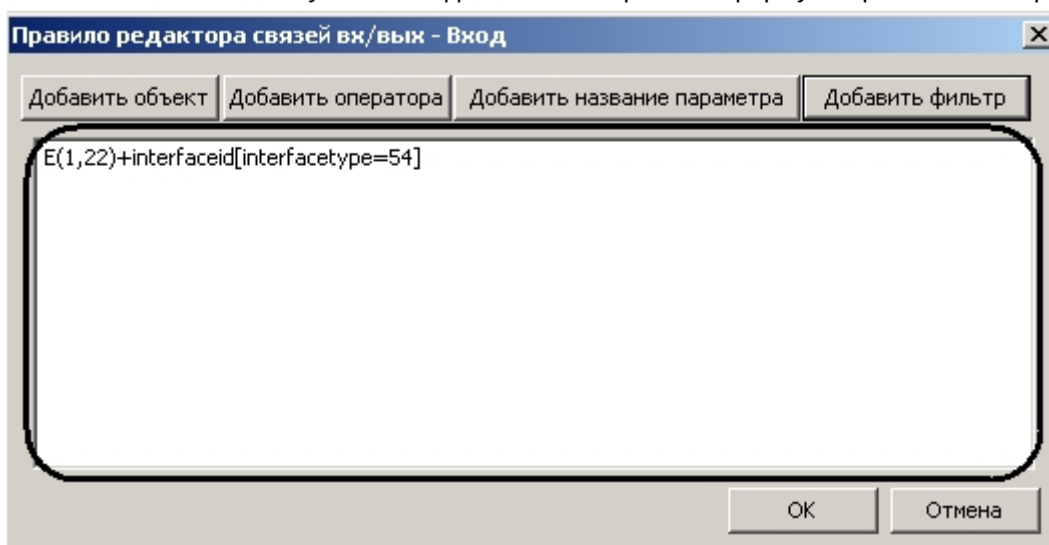 Правило редактора связей вх/вых - Вход
Добавить объект Добавить оператора Добавить название параметра Добавить фильтр
E(1,22)+interfaceid[interfacetype=54]
OK Отмена